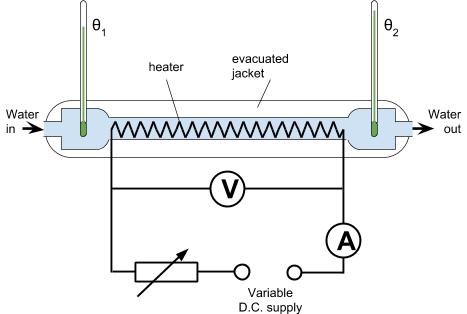 θ1
θ2
evacuated
jacket
heater
Water
in
Water
out
V
A
Variable
D.C. supply